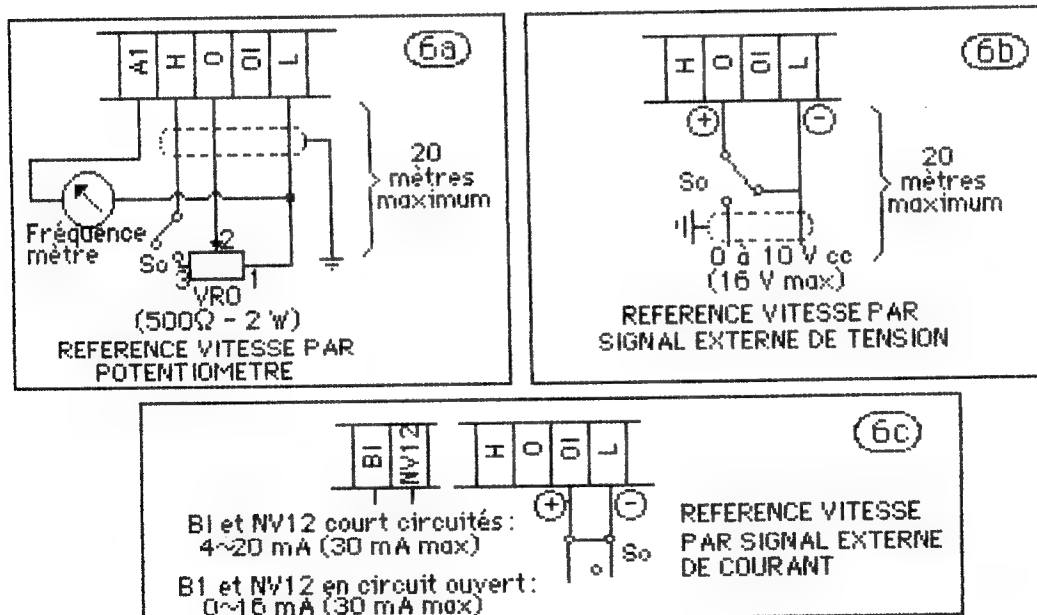 6a
A1 H O OI L
20
mètres
maximum
Fréquence
mètre
So
2
3
1
VRO
(500Ω - 2 W)
REFERENCE VITESSE PAR
POTENTIOMETRE
6b
H O OI L
+ -
So
20
mètres
maximum
0 à 10 V cc
(16 V max)
REFERENCE VITESSE PAR
SIGNAL EXTERNE DE TENSION
6c
BI NV12 H O OI L
+ -
So
BI et NV12 court circuités :
4~20 mA (30 mA max)
B1 et NV12 en circuit ouvert :
0~16 mA (30 mA max)
REFERENCE VITESSE
PAR SIGNAL EXTERNE
DE COURANT